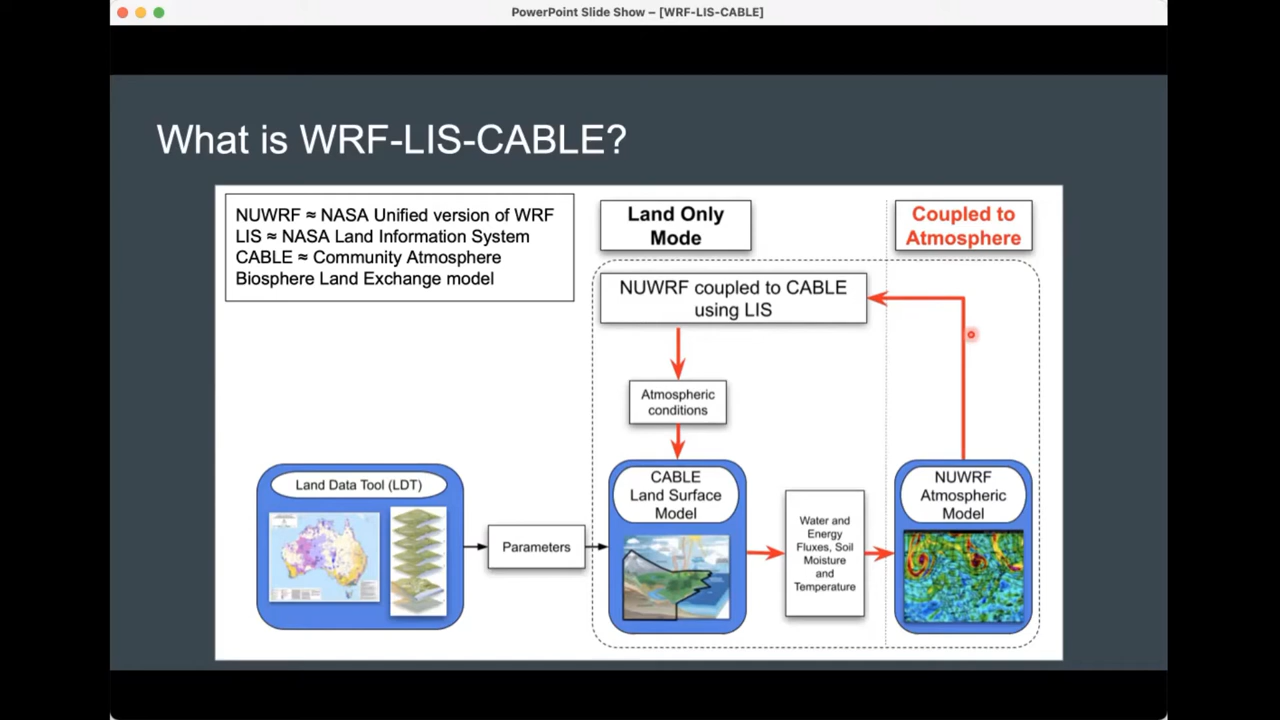 PowerPoint Slide Show – [WRF-LIS-CABLE]
What is WRF-LIS-CABLE?
NUWRF ≈ NASA Unified version of WRF
LIS ≈ NASA Land Information System
CABLE ≈ Community Atmosphere
Biosphere Land Exchange model
Land Only
Mode
Coupled to
Atmosphere
NUWRF coupled to CABLE
using LIS
Atmospheric
conditions
Land Data Tool (LDT)
Parameters
CABLE
Land Surface
Model
Water and
Energy
Fluxes, Soil
Moisture
and
Temperature
NUWRF
Atmospheric
Model